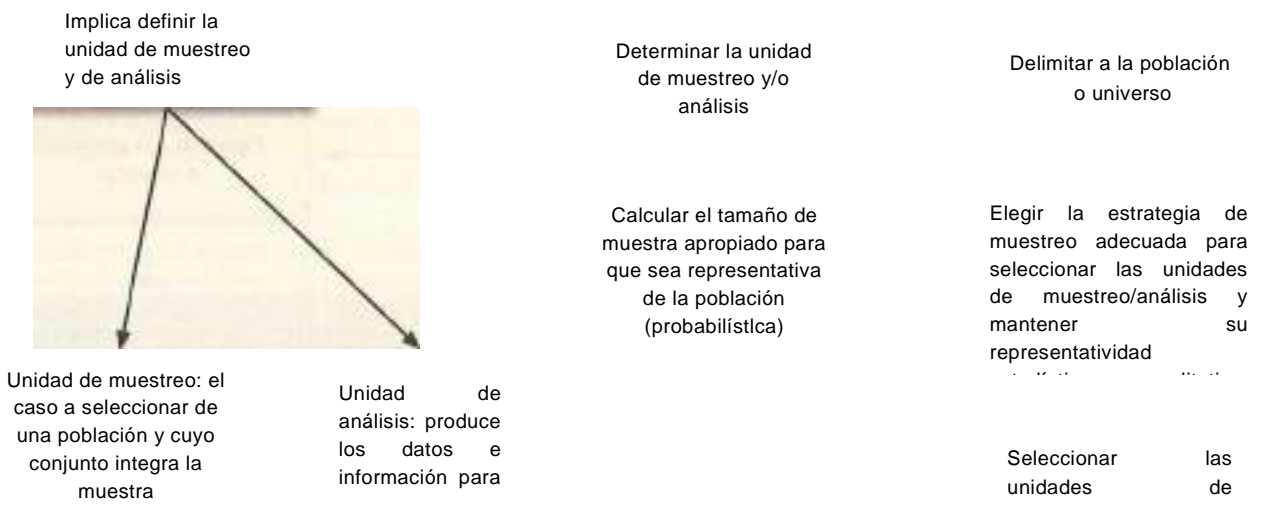 Implica definir la
unidad de muestreo
y de análisis
Unidad de muestreo: el
caso a seleccionar de
una población y cuyo
conjunto integra la
muestra
Unidad de
análisis: produce
los datos e
información para
Determinar la unidad
de muestreo y/o
análisis
Calcular el tamaño de
muestra apropiado para
que sea representativa
de la población
(probabilístlca)
Delimitar a la población
o universo
Elegir la estrategia de
muestreo adecuada para
seleccionar las unidades
de muestreo/análisis y
mantener su
representatividad
Seleccionar las
unidades de